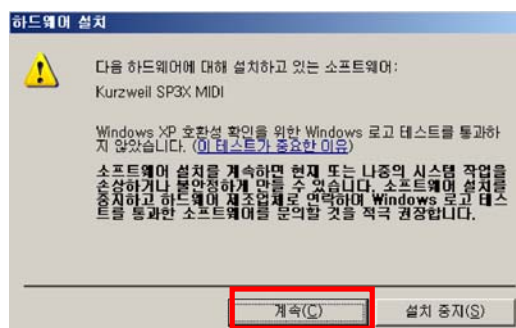 하드웨어 설치
다음 하드웨어에 대해 설치하고 있는 소프트웨어:
Kurzweil SP3X MIDI
Windows XP 호환성 확인을 위한 Windows 로고 테스트를 통과하
지 않았습니다. (이 테스트가 중요한 이유)
소프트웨어 설치를 계속하면 현재 또는 나중의 시스템 작업을
손상하거나 불안정하게 만들 수 있습니다. 소프트웨어 설치를
중지하고 하드웨어 제조업체로 연락하여 Windows 로고 테스
트를 통과한 소프트웨어를 문의할 것을 적극 권장합니다.
계속(C)
설치 중지(S)